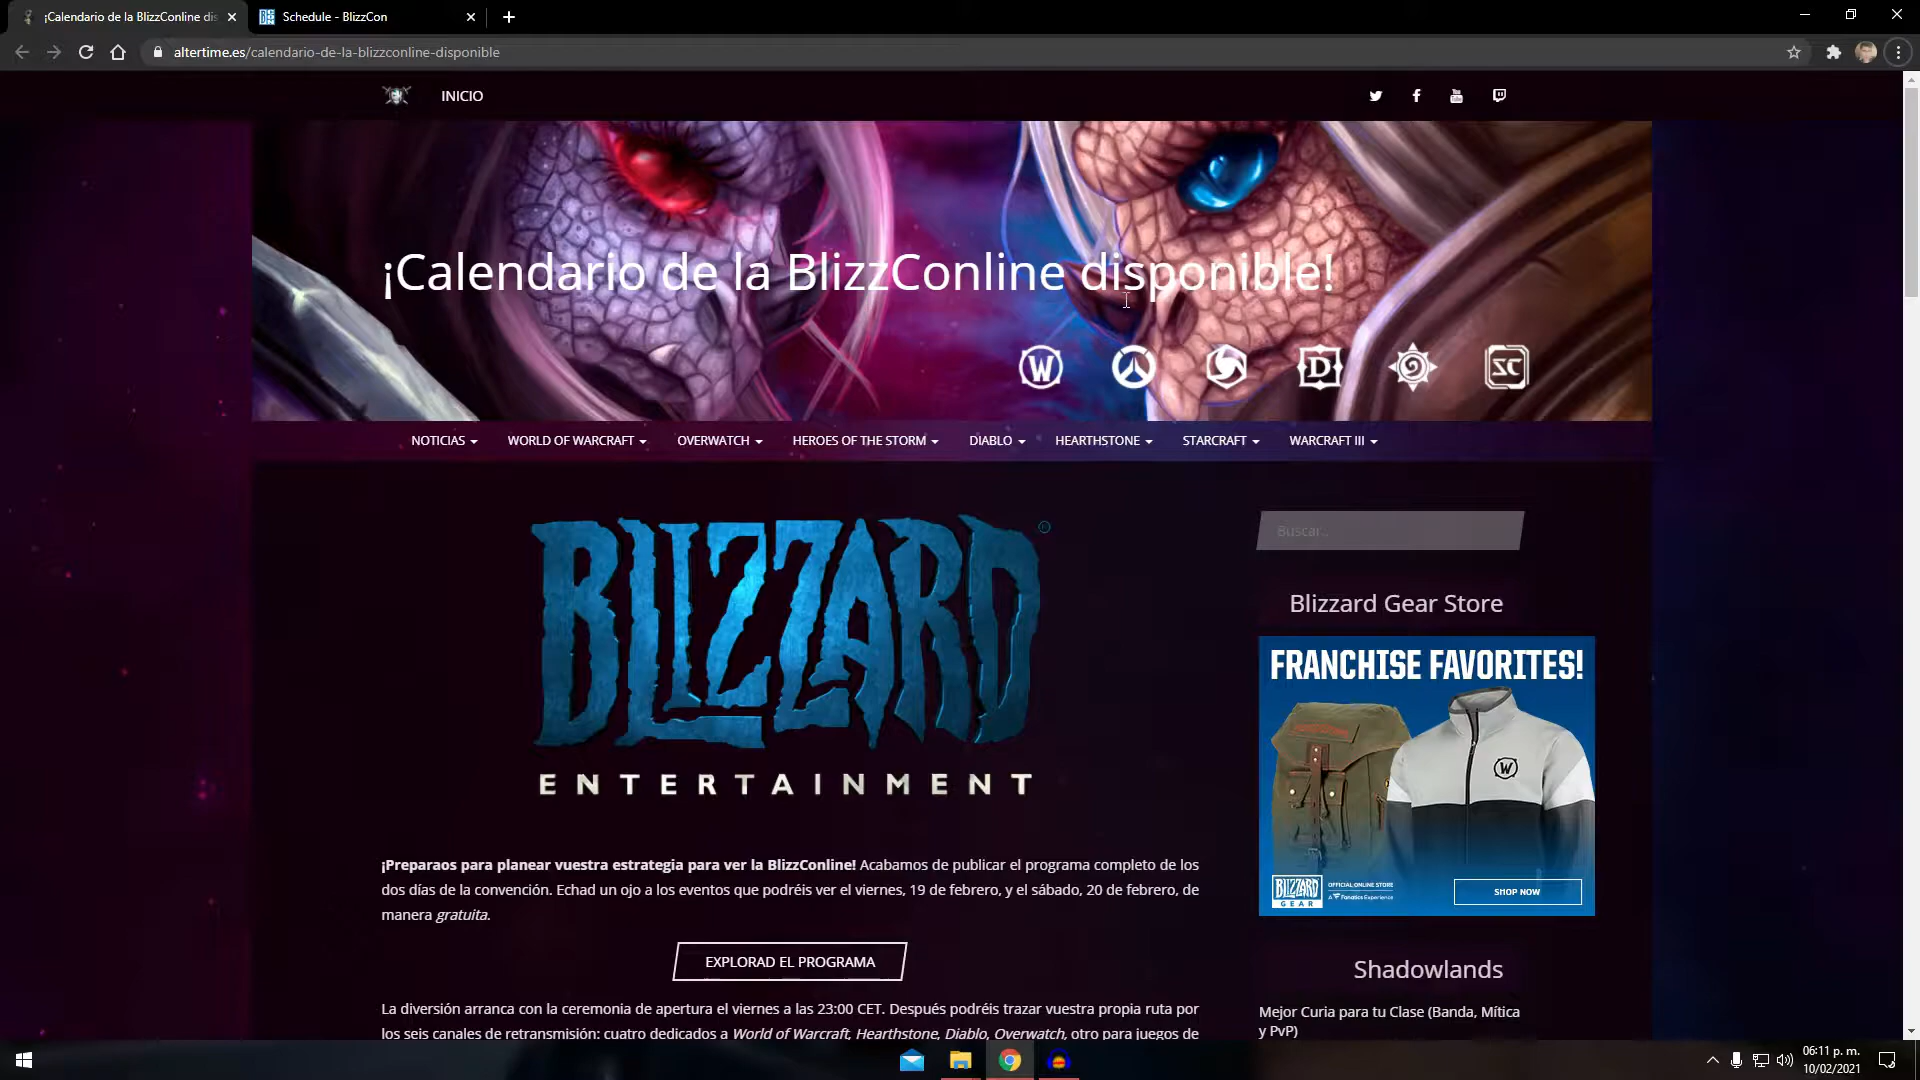 ¡Calendario de la BlizzConline dis
Schedule - BlizzCon
altertime.es/calendario-de-la-blizzconline-disponible
INICIO
¡Calendario de la BlizzConline disponible!
NOTICIAS
WORLD OF WARCRAFT
OVERWATCH
HEROES OF THE STORM
DIABLO
HEARTHSTONE
STARCRAFT
WARCRAFT III
BLIZZARD
ENTERTAINMENT
Buscar..
Blizzard Gear Store
FRANCHISE FAVORITES!
BLIZZARD
GEAR
OFFICIAL ONLINE STORE
A Fanatics Experience
SHOP NOW
¡Preparaos para planear vuestra estrategia para ver la BlizzConline! Acabamos de publicar el programa completo de los
dos días de la convención. Echad un ojo a los eventos que podréis ver el viernes, 19 de febrero, y el sábado, 20 de febrero, de
manera gratuita.
EXPLORAD EL PROGRAMA
Shadowlands
Mejor Curia para tu Clase (Banda, Mítica
y PvP)
La diversión arranca con la ceremonia de apertura el viernes a las 23:00 CET. Después podréis trazar vuestra propia ruta por
los seis canales de retransmisión: cuatro dedicados a World of Warcraft, Hearthstone, Diablo, Overwatch, otro para juegos de
06:11 p. m.
10/02/2021